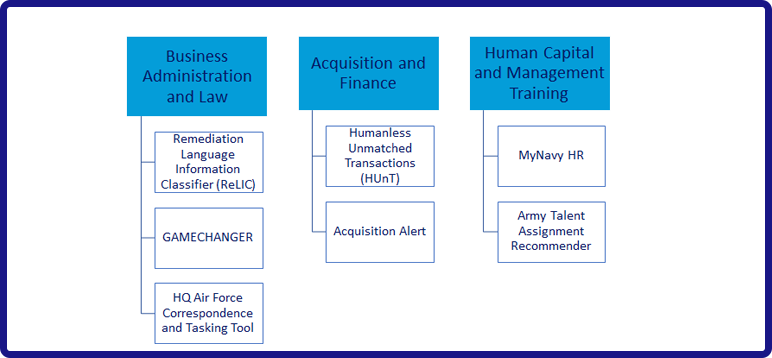 Business
Administration
and Law
Remediation
Language
Information
Classifier (ReLIC)
GAMECHANGER
HQ Air Force
Correspondence
and Tasking Tool
Acquisition and
Finance
Humanless
Unmatched
Transactions
(HUnT)
Acquisition Alert
Human Capital
and Management
Training
MyNavy HR
Army Talent
Assignment
Recommender